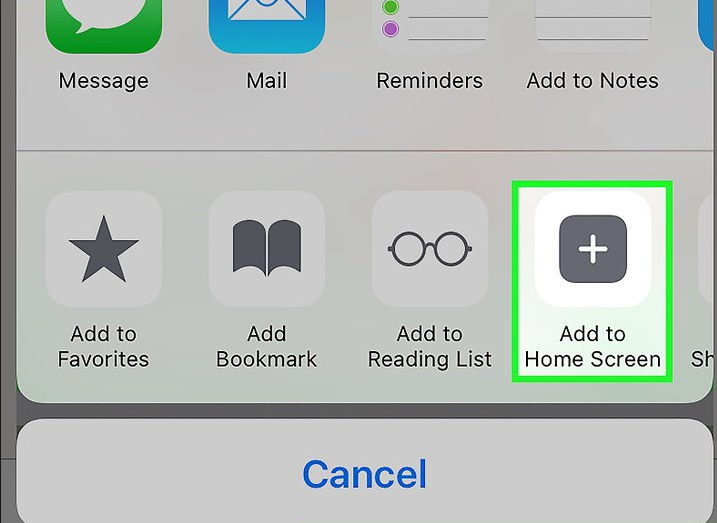 Message Mail Reminders Add to Notes
Add to Favorites
Add Bookmark
Add to Reading List
Add to Home Screen
Cancel